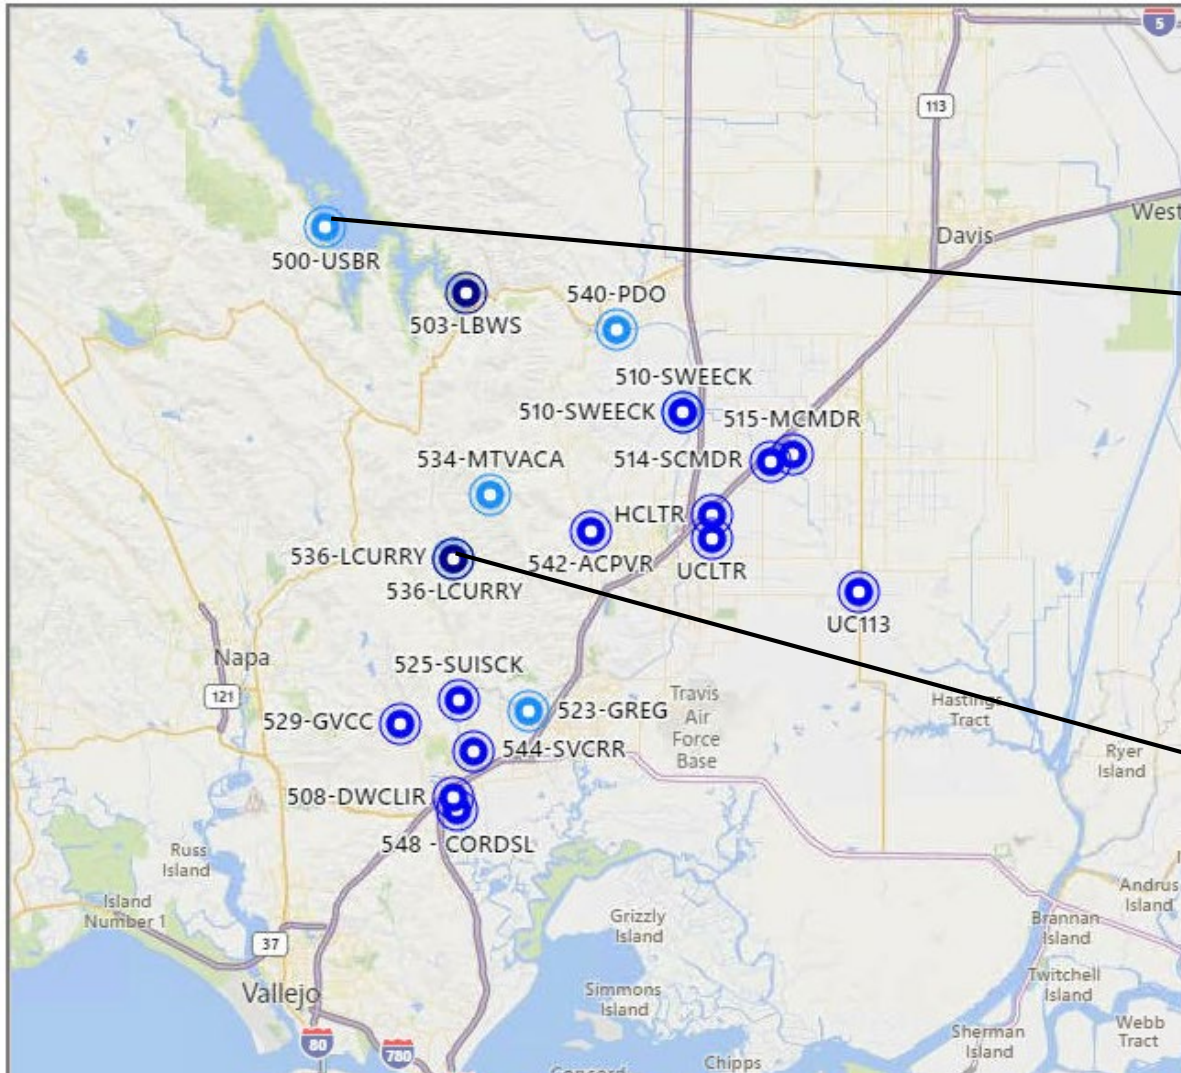 5
113
West
Davis
500-USBR
503-LBWS
540-PDO
510-SWEECK
510-SWEECK
515-MCMDR
534-MTVACA
514-SCMDR
HCLTR
536-LCURRY
542-ACPVR
UCLTR
536-LCURRY
UC113
Napa
525-SUISCK
121
Travis
Air
Force
Base
Hastings
Tract
529-GVCC
523-GREG
544-SVCRR
Ryer
Island
508-DWCLIR
548 - CORDSL
Russ
Island
Island
Number 1
Andrus
Island
Grizzly
Island
Brannan
Island
37
Vallejo
Simmons
Island
Twitchell
Island
Webb
Tract
Sherman
Island
80
780
Chipps
Concord